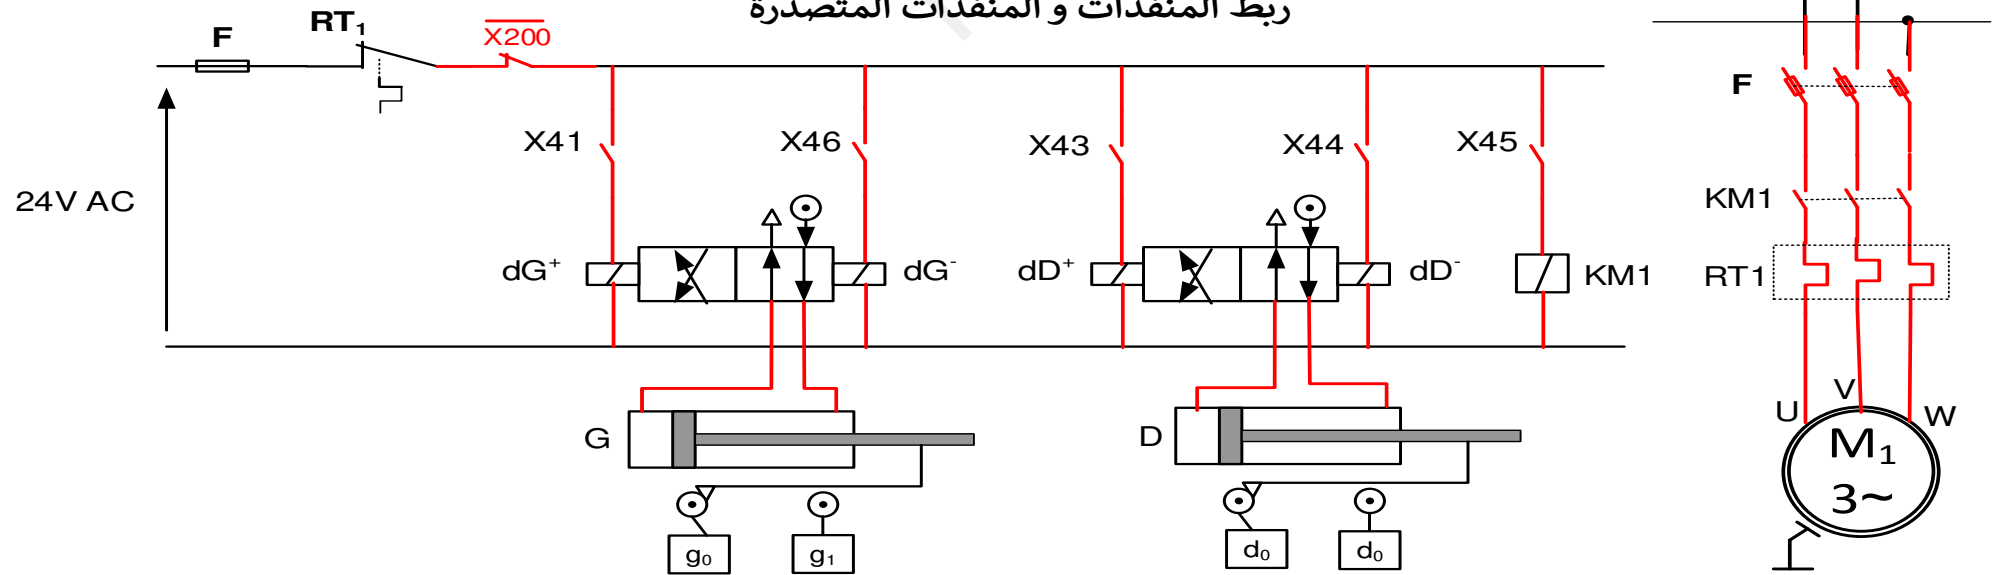 ربط المنفذات و المنفذات المتصدرة
F
RT1
X200
F
X41
X46
X43
X44
X45
24V AC
KM1
dG+
dG-
dD+
dD-
KM1
RT1
G
D
U
V
W
M1
3~
g0
g1
d0
d0